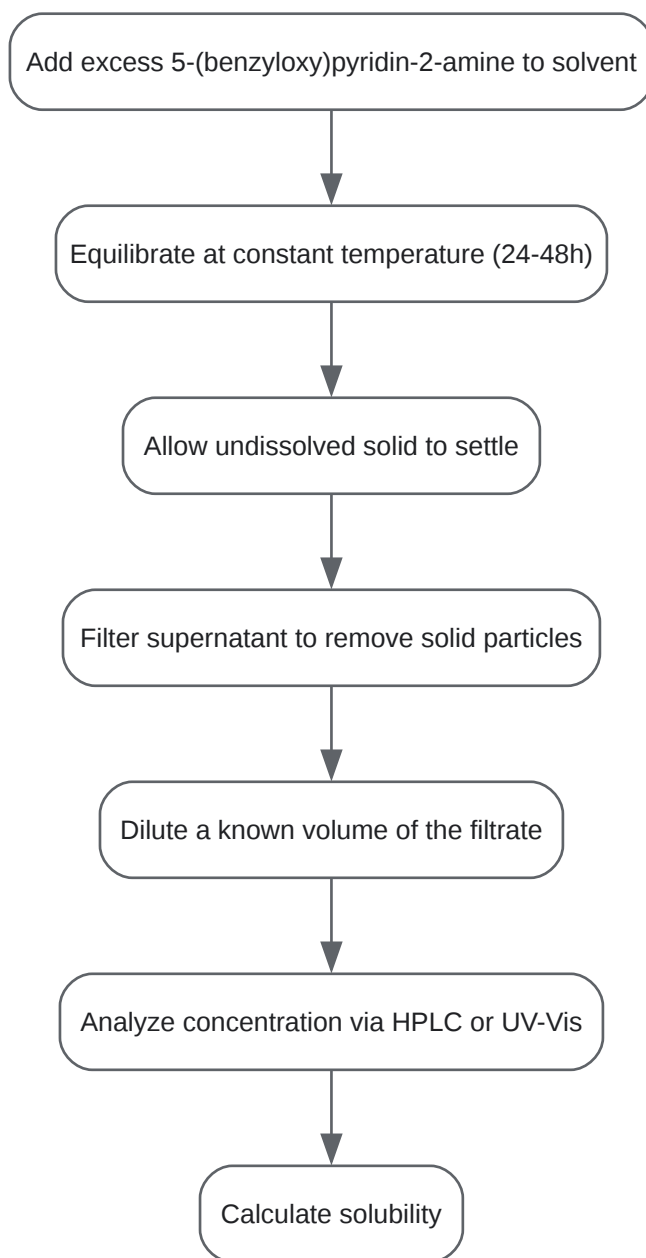 Add excess 5-(benzyloxy)pyridin-2-amine to solvent
Equilibrate at constant temperature (24-48h)
Allow undissolved solid to settle
Filter supernatant to remove solid particles
Dilute a known volume of the filtrate
Analyze concentration via HPLC or UV-Vis
Calculate solubility